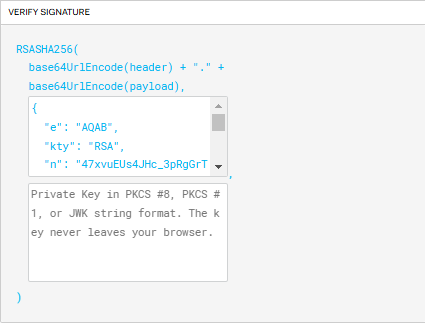 VERIFY SIGNATURE
RSASHA256(
base64UrlEncode(header) + "." +
base64UrlEncode(payload),
{
"e": "AQAB",
"kty": "RSA",
"n": "47xvuEUs4JHc_3pRgGrT
,
Private Key in PKCS #8, PKCS #
1, or JWK string format. The k
ey never leaves your browser.
)